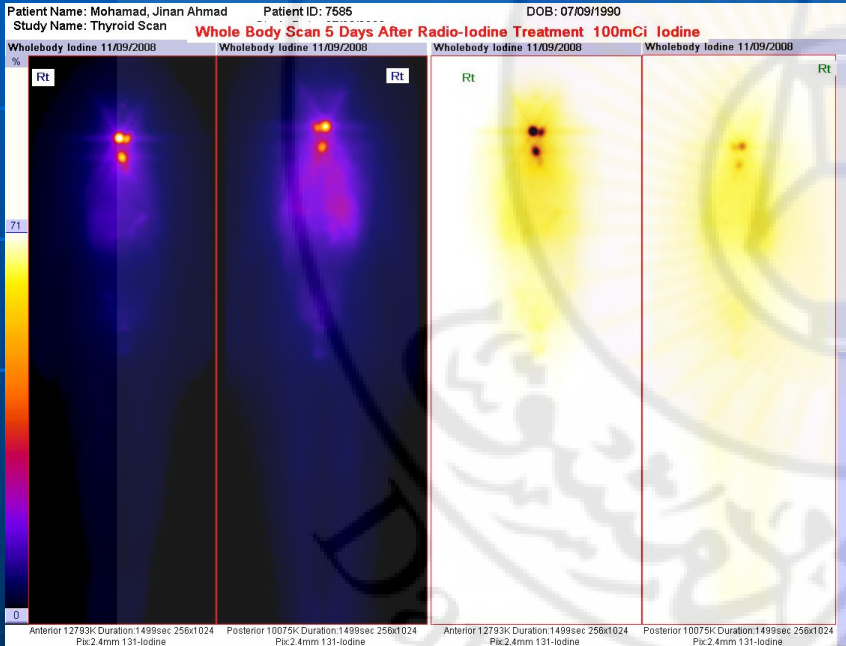 Patient Name: Mohamad, Jinan Ahmad Patient ID: 7585 DOB: 07/09/1990
Study Name: Thyroid Scan
Whole Body Scan 5 Days After Radio-Iodine Treatment 100mCi Iodine
Wholebody Iodine 11/09/2008 Wholebody Iodine 11/09/2008 Wholebody Iodine 11/09/2008 Wholebody Iodine 11/09/2008
%
Rt Rt Rt Rt
71
0
Anterior 12793K Duration:1499sec 256x1024 Posterior 10075K Duration:1499sec 256x1024 Anterior 12793K Duration:1499sec 256x1024 Posterior 10075K Duration:1499sec 256x1024
Pix:2.4mm 131-Iodine Pix:2.4mm 131-Iodine Pix:2.4mm 131-Iodine Pix:2.4mm 131-Iodine